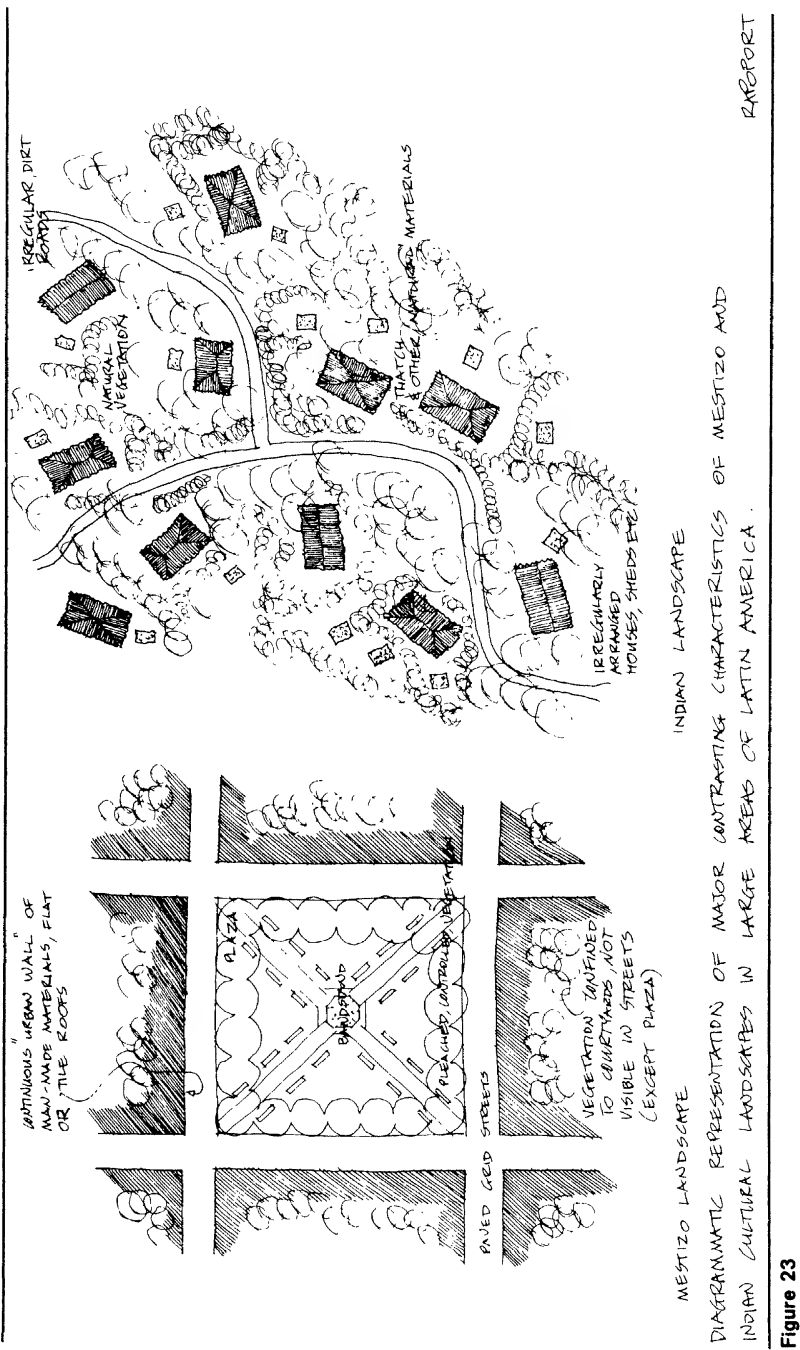 "CONTINUOUS URBAN WALL" OF
MAN-MADE MATERIALS, FLAT
OR TILE ROOFS
PLAZA
BANDSTAND
PLEACHED, CONTROLLED VEGETATION
PAVED GRID STREETS
VEGETATION CONFINED
TO COURTYARDS, NOT
VISIBLE IN STREETS
(EXCEPT PLAZA)
MESTIZO LANDSCAPE
IRREGULAR, DIRT
ROADS
NATURAL
VEGETATION
THATCH
& OTHER NATURAL MATERIALS
IRREGULARLY
ARRANGED
HOUSES, SHEDS ETC.
INDIAN LANDSCAPE
DIAGRAMMATIC REPRESENTATION OF MAJOR CONTRASTING CHARACTERISTICS OF MESTIZO AND
INDIAN CULTURAL LANDSCAPES IN LARGE AREAS OF LATIN AMERICA.
RAPOPORT
Figure 23